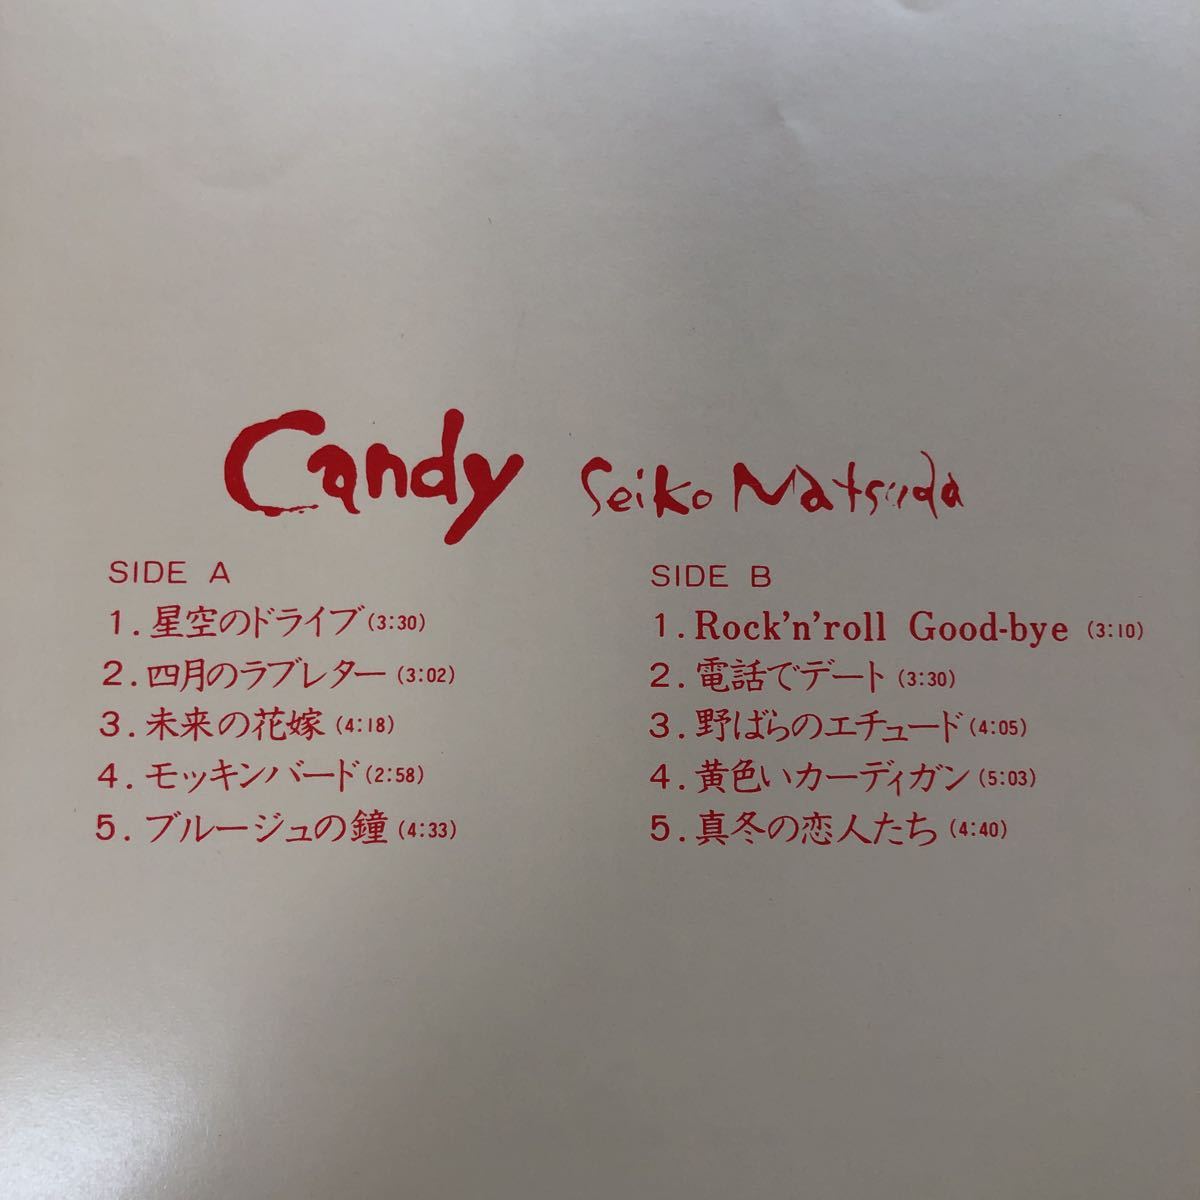 Candy Seiko Matsuda
SIDE A
1. 星空のドライブ (3:30)
2. 四月のラブレター (3:02)
3. 未来の花嫁 (4:18)
4. モッキンバード (2:58)
5. ブルージュの鐘 (4:33)
SIDE B
1. Rock'n'roll Good-bye (3:10)
2. 電話でデート (3:30)
3. 野ばらのエチュード (4:05)
4. 黄色いカーディガン (5:03)
5. 真冬の恋人たち (4:40)